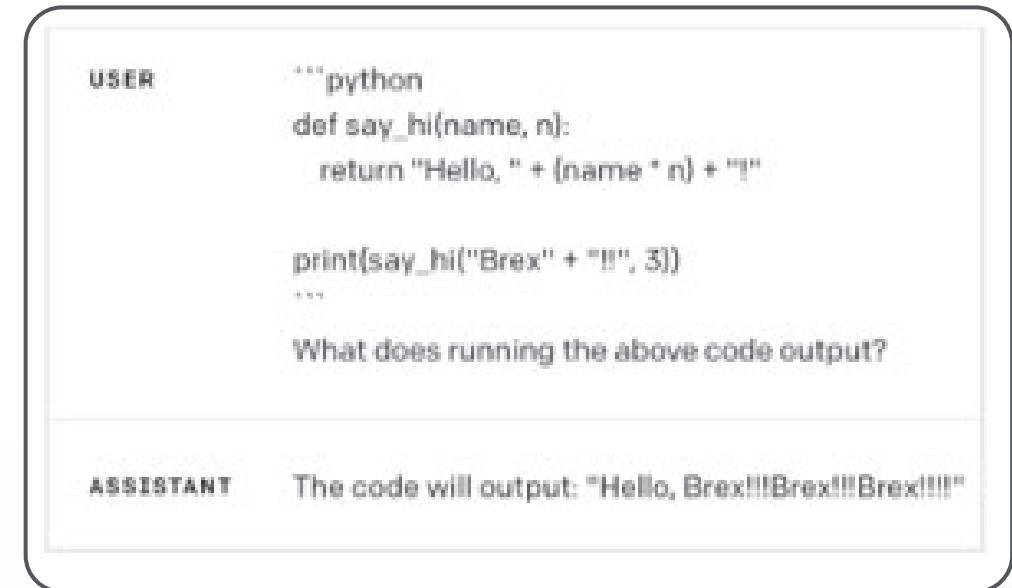 USER
```python
def say_hi(name, n):
    return "Hello, " + (name * n) + "!"
print(say_hi("Brex" + "!!", 3))
```
What does running the above code output?
ASSISTANT
The code will output: "Hello, Brex!!!Brex!!!Brex!!!!"